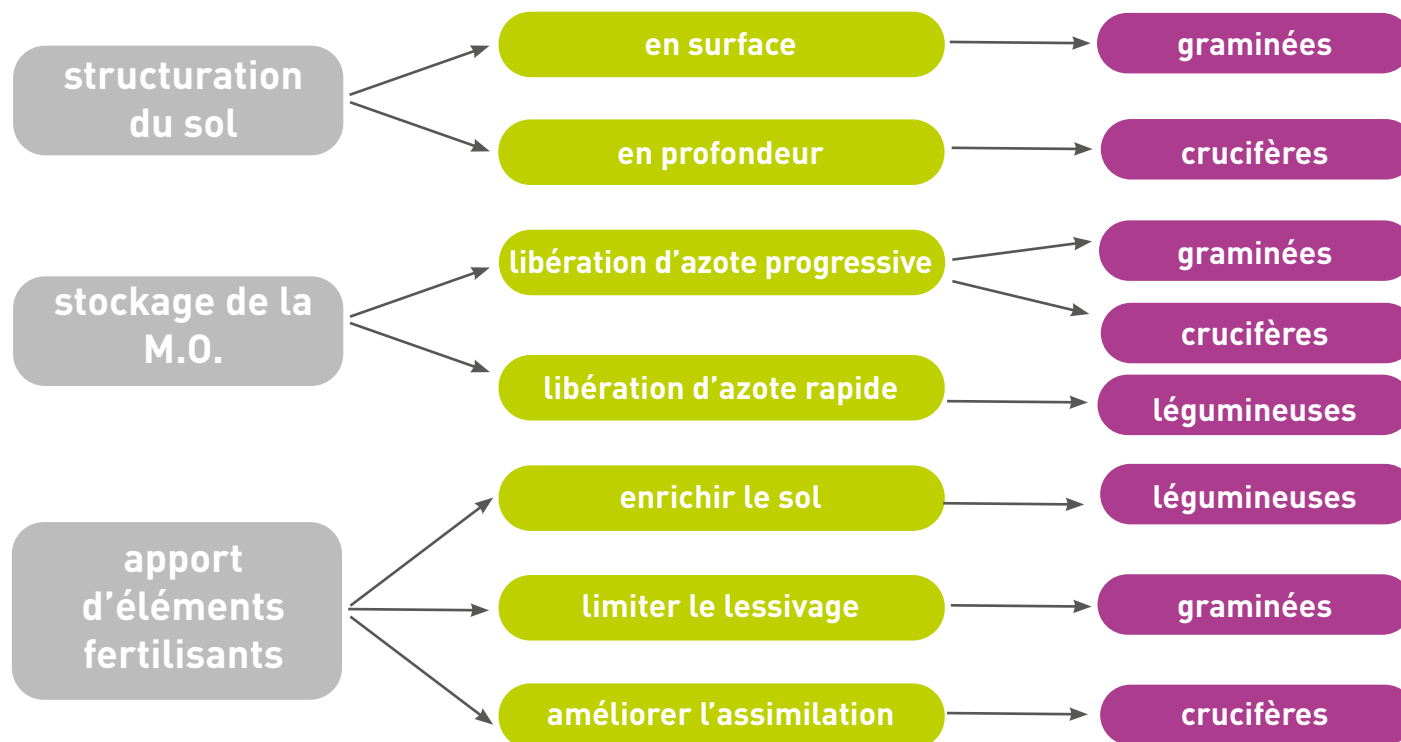 structuration
du sol
en surface
graminées
en profondeur
crucifères
stockage de la
M.O.
libération d'azote progressive
graminées
crucifères
libération d'azote rapide
légumineuses
apport
d'éléments
fertilisants
enrichir le sol
légumineuses
limiter le lessivage
graminées
améliorer l'assimilation
crucifères